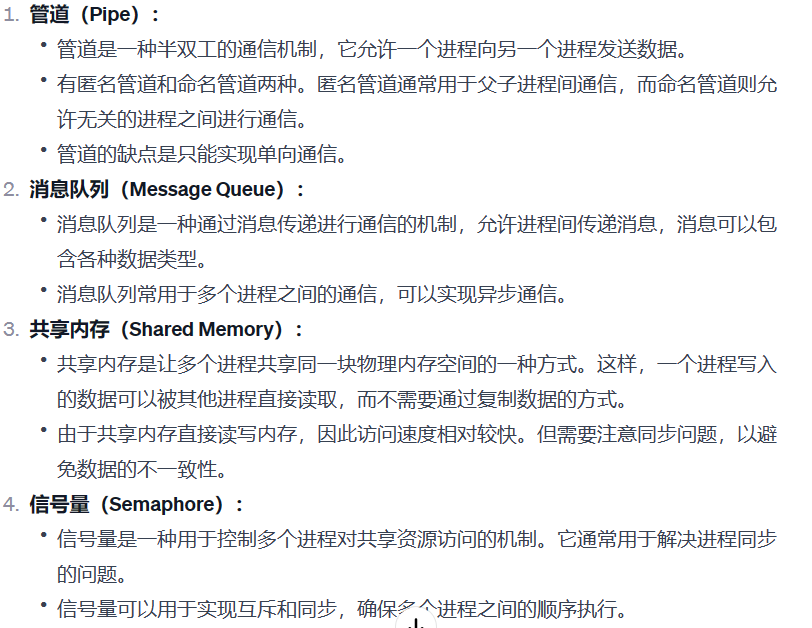 1. 管道（Pipe）：
• 管道是一种半双工的通信机制，它允许一个进程向另一个进程发送数据。
• 有匿名管道和命名管道两种。匿名管道通常用于父子进程间通信，而命名管道则允
许无关的进程之间进行通信。
• 管道的缺点是只能实现单向通信。
2. 消息队列（Message Queue）：
• 消息队列是一种通过消息传递进行通信的机制，允许进程间传递消息，消息可以包
含各种数据类型。
• 消息队列常用于多个进程之间的通信，可以实现异步通信。
3. 共享内存（Shared Memory）：
• 共享内存是让多个进程共享同一块物理内存空间的一种方式。这样，一个进程写入
的数据可以被其他进程直接读取，而不需要通过复制数据的方式。
• 由于共享内存直接读写内存，因此访问速度相对较快。但需要注意同步问题，以避
免数据的不一致性。
4. 信号量（Semaphore）：
• 信号量是一种用于控制多个进程对共享资源访问的机制。它通常用于解决进程同步
的问题。
• 信号量可以用于实现互斥和同步，确保多个进程之间的顺序执行。